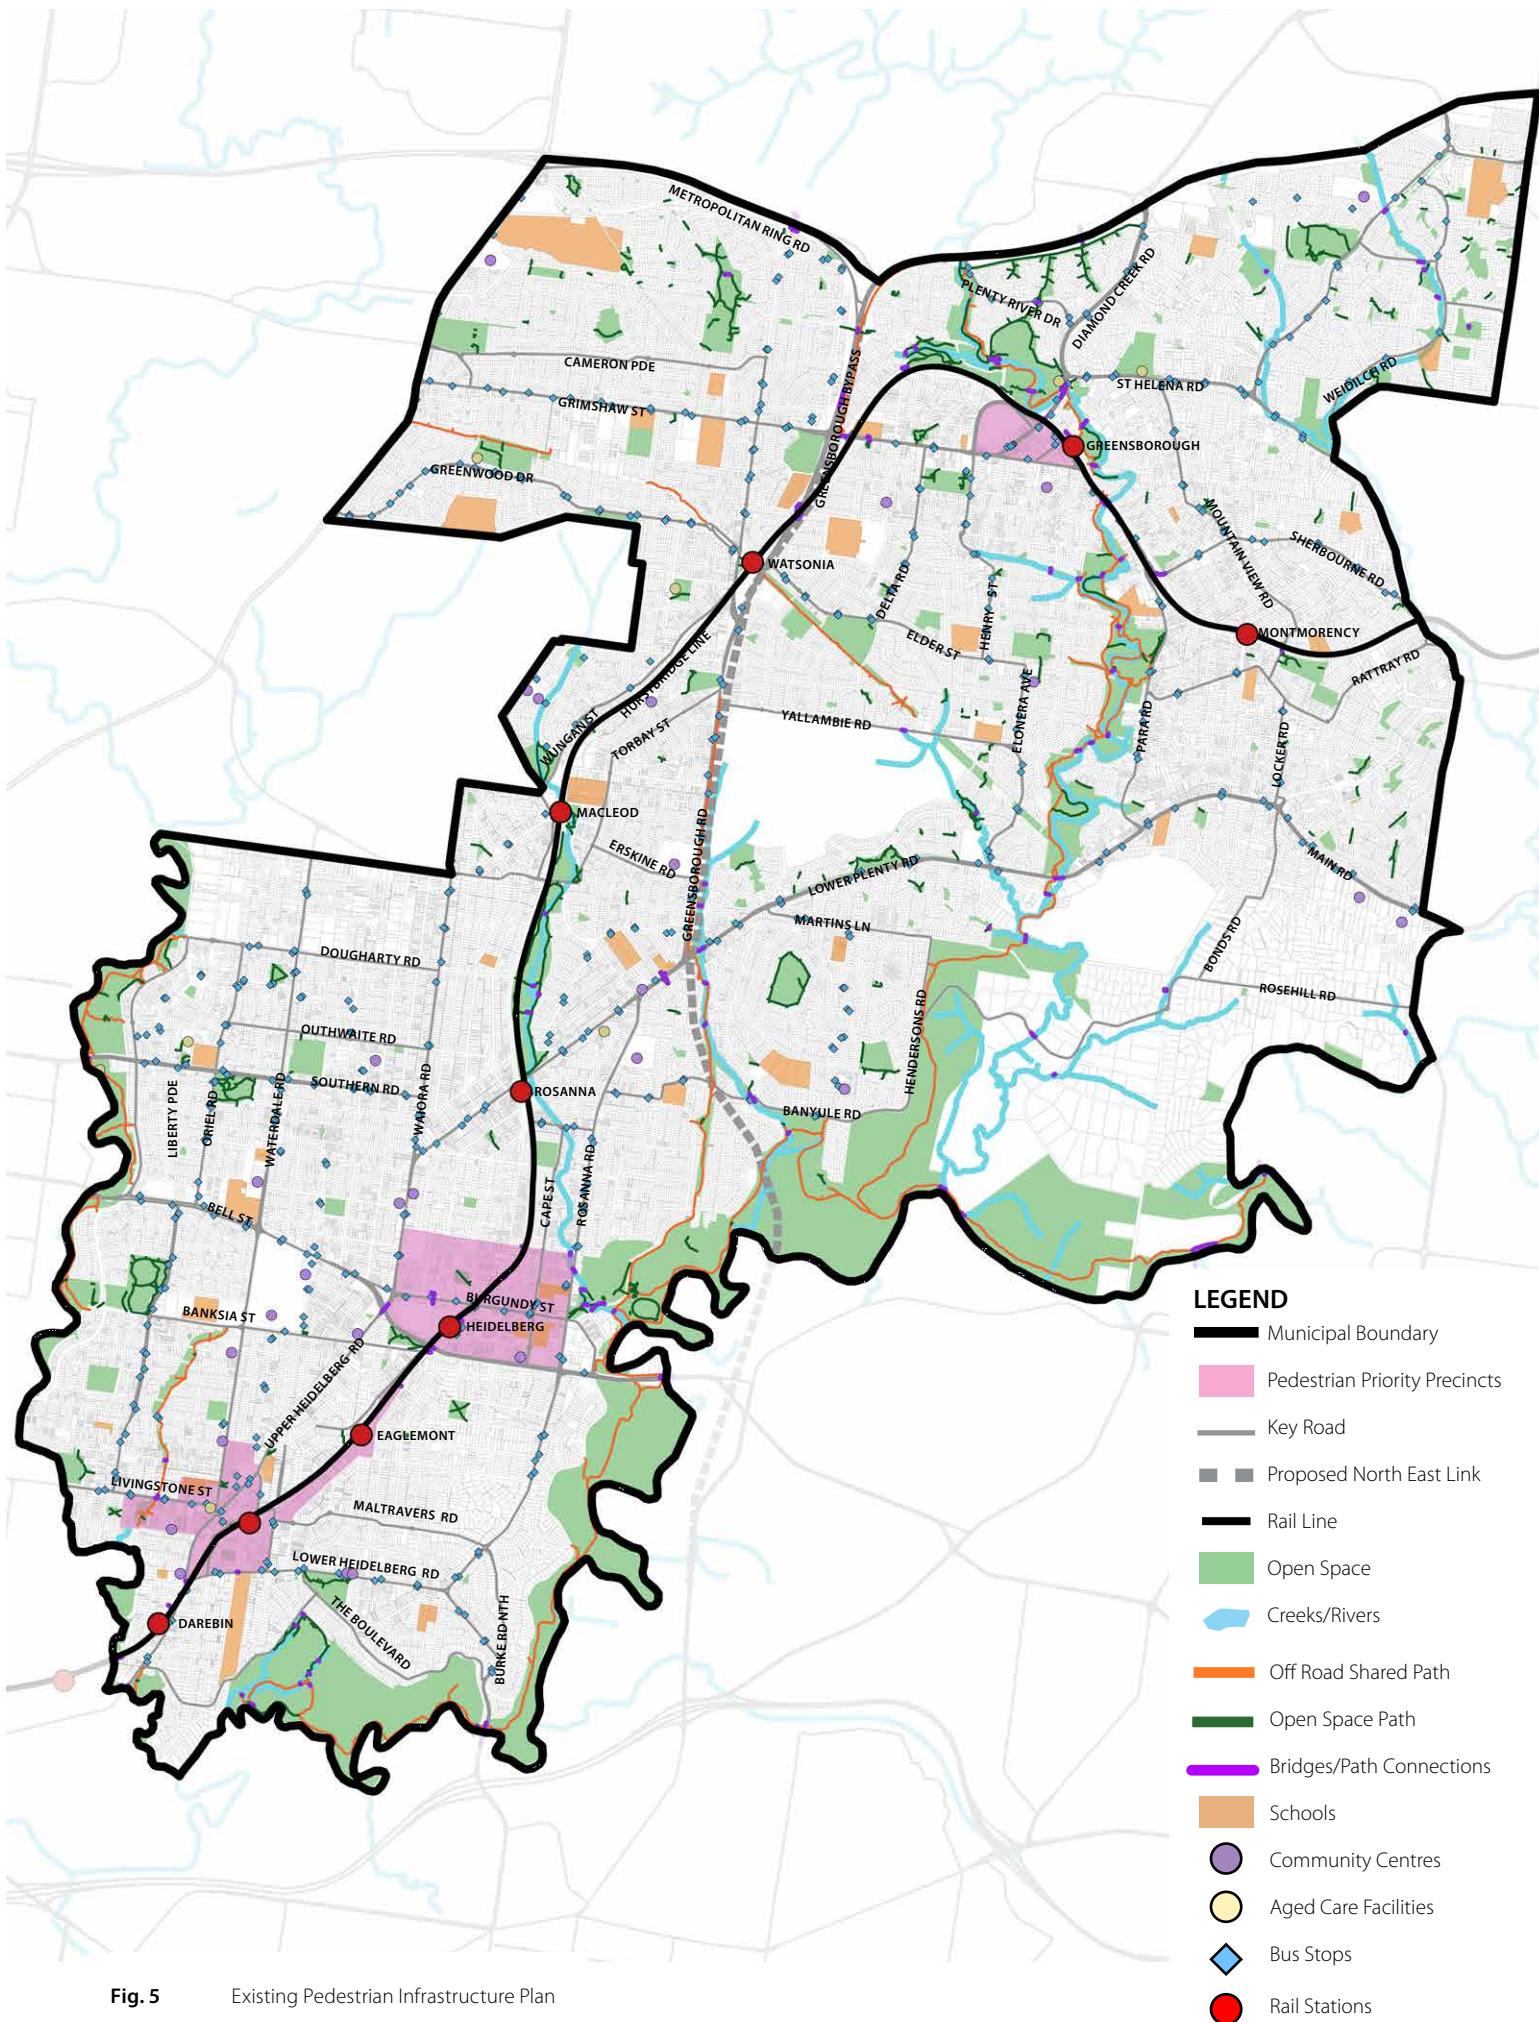 METROPOLITAN RING RD
PLENTY RIVER DR
DIAMOND CREEK RD
CAMERON PDE
ST HELENA RD
WEIDILCH RD
GRIMSHAW ST
GREENSBOROUGH BYPASS
GREENSBOROUGH
GREENWOOD DR
MOUNTAIN VIEW RD
SHERBOURNE RD
WATSONIA
DELTA RD
HENRY ST
ELDER ST
MONTMORENCY
RATTRAY RD
HURSTBRIDGE LINE
WUNGAN ST
TORBAY ST
YALLAMBIE RD
ELONERA AVE
PARA RD
LOCKER RD
MACLEOD
ERSKINE RD
GREENSBOROUGH RD
LOWER PLENTY RD
MAIN RD
MARTINS LN
DOUGHARTY RD
BONDS RD
ROSEHILL RD
OUTHWAITE RD
HENDERSONS RD
SOUTHERN RD
LIBERTY PDE
ORIEL RD
WATERDALE RD
WAIORA RD
ROSANNA
BANYULE RD
CAPE ST
ROSANNA RD
BELL ST
BURGUNDY ST
BANKSIA ST
HEIDELBERG
UPPER HEIDELBERG RD
EAGLEMONT
LIVINGSTONE ST
MALTRAVERS RD
LOWER HEIDELBERG RD
THE BOULEVARD
BURKE RD NTH
DAREBIN
LEGEND
Municipal Boundary
Pedestrian Priority Precincts
Key Road
Proposed North East Link
Rail Line
Open Space
Creeks/Rivers
Off Road Shared Path
Open Space Path
Bridges/Path Connections
Schools
Community Centres
Aged Care Facilities
Bus Stops
Rail Stations
Fig. 5 Existing Pedestrian Infrastructure Plan